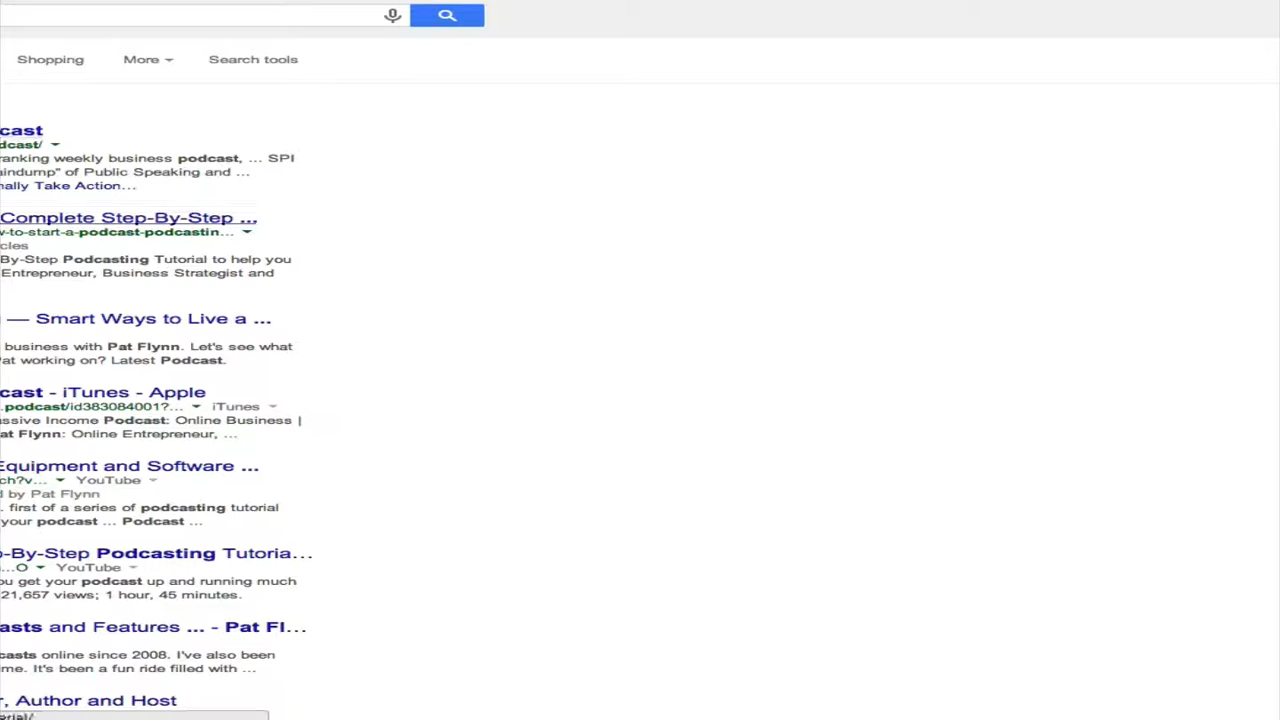 Shopping More Search tools
cast
dcast/
ranking weekly business podcast, ... SPI
aindump" of Public Speaking and ...
nally Take Action...
Complete Step-By-Step ...
w-to-start-a-podcast-podcastin...
cles
By-Step Podcasting Tutorial to help you
Entrepreneur, Business Strategist and
— Smart Ways to Live a ...
business with Pat Flynn. Let's see what
Pat working on? Latest Podcast.
cast - iTunes - Apple
.podcast/id383084001?... iTunes
assive Income Podcast: Online Business |
at Flynn: Online Entrepreneur, ...
Equipment and Software ...
ch?v... YouTube
d by Pat Flynn
. first of a series of podcasting tutorial
your podcast ... Podcast ...
p-By-Step Podcasting Tutoria...
...O YouTube
ou get your podcast up and running much
21,657 views; 1 hour, 45 minutes.
asts and Features ... - Pat Fl...
casts online since 2008. I've also been
me. It's been a fun ride filled with ...
r, Author and Host